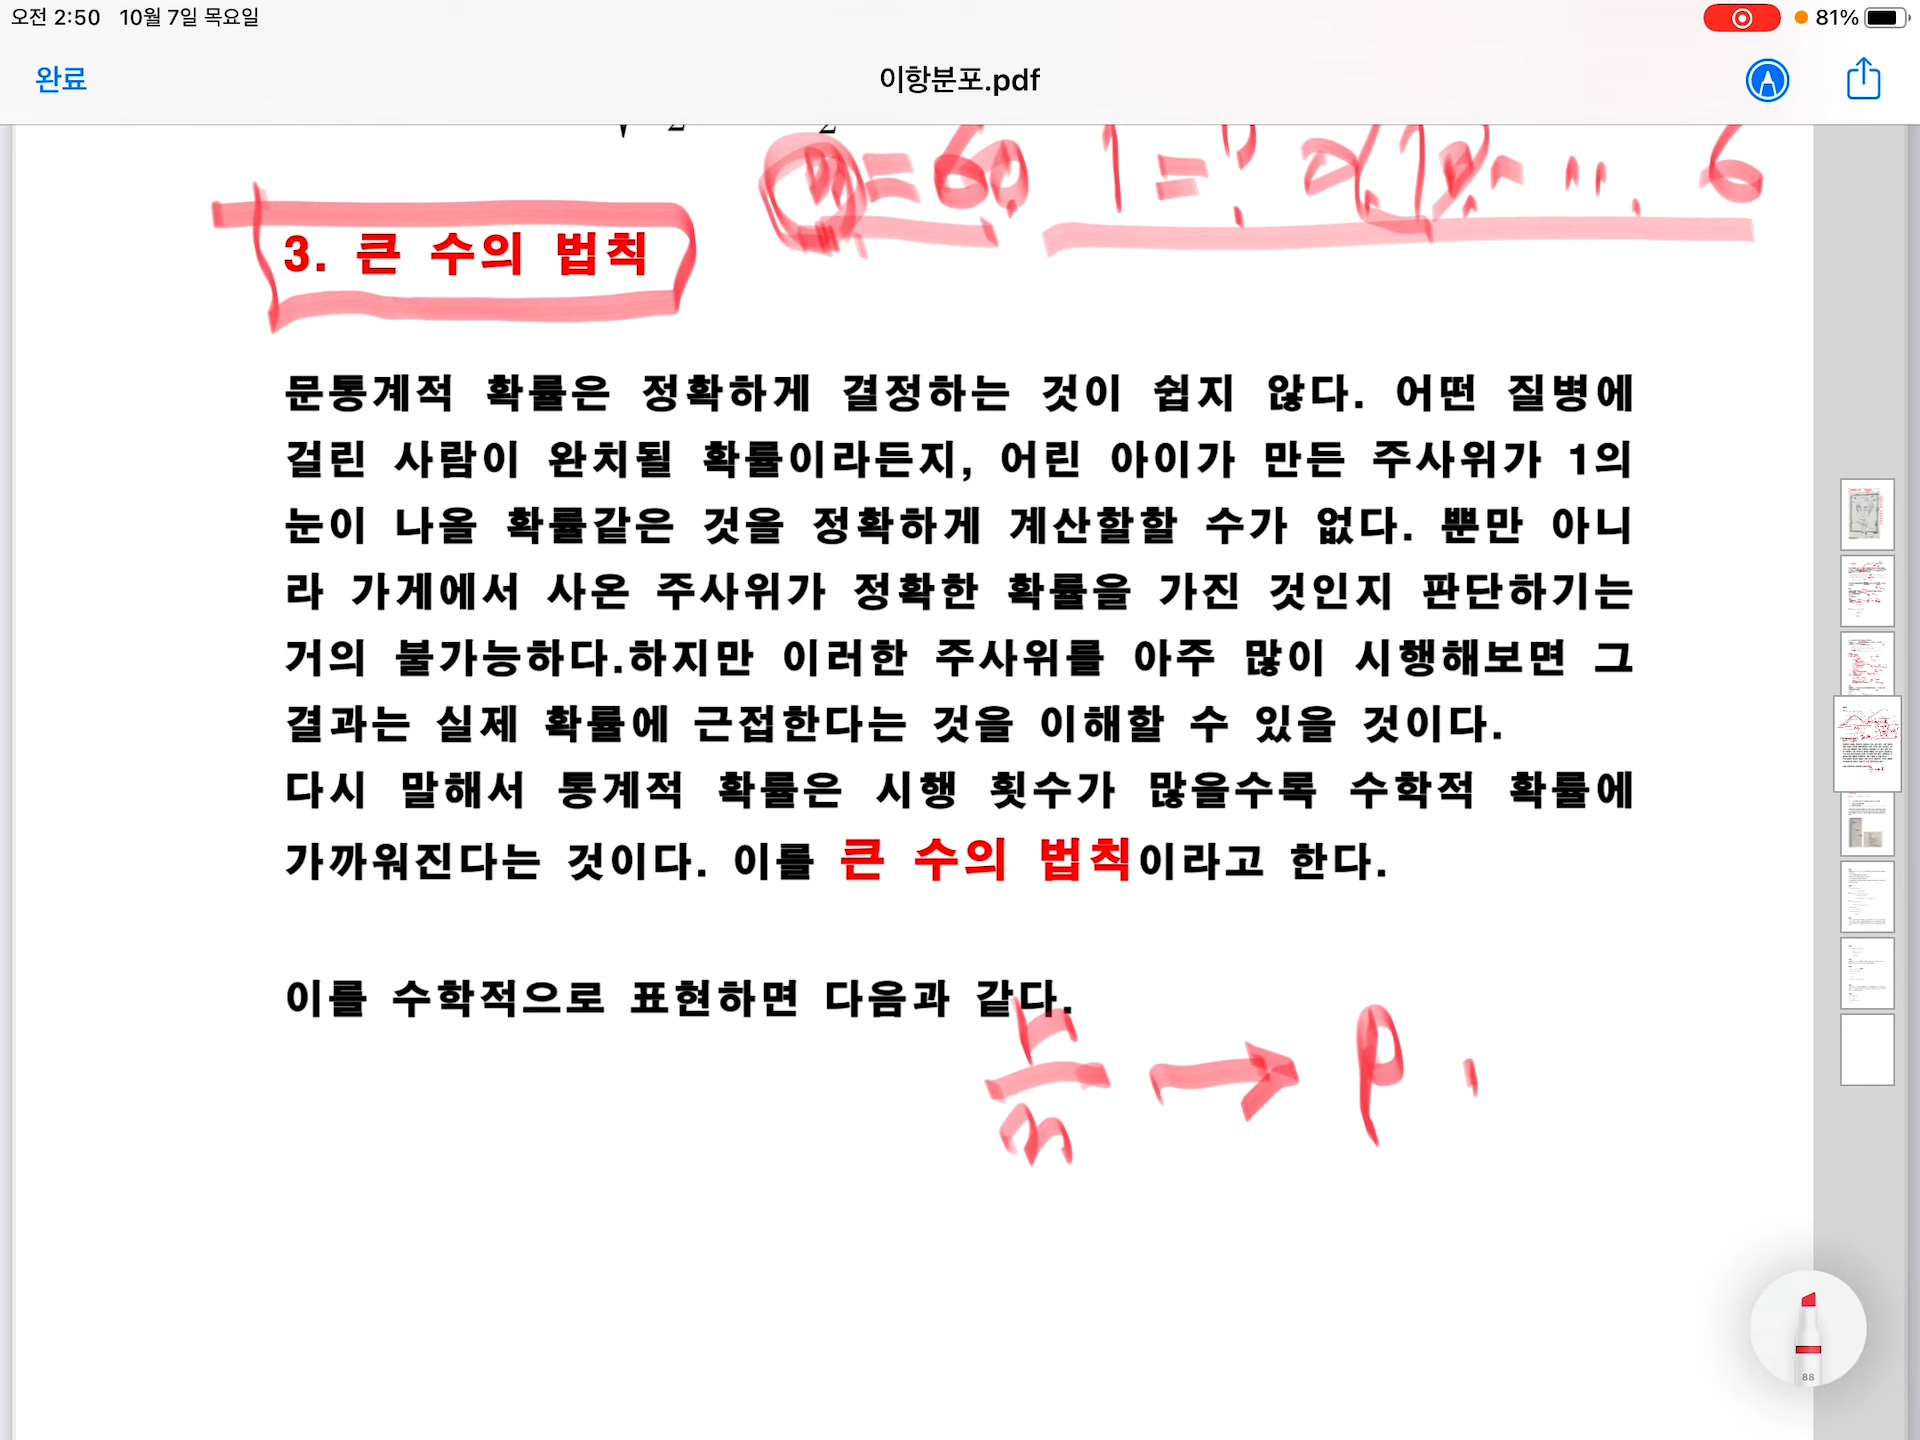 오전 2:50 10월 7일 목요일
81%
완료
이항분포.pdf
n = 60
3. 큰 수의 법칙
문통계적 확률은 정확하게 결정하는 것이 쉽지 않다. 어떤 질병에
걸린 사람이 완치될 확률이라든지, 어린 아이가 만든 주사위가 1의
눈이 나올 확률같은 것을 정확하게 계산할할 수가 없다. 뿐만 아니
라 가게에서 사온 주사위가 정확한 확률을 가진 것인지 판단하기는
거의 불가능하다.하지만 이러한 주사위를 아주 많이 시행해보면 그
결과는 실제 확률에 근접한다는 것을 이해할 수 있을 것이다.
다시 말해서 통계적 확률은 시행 횟수가 많을수록 수학적 확률에
가까워진다는 것이다. 이를 큰 수의 법칙이라고 한다.
이를 수학적으로 표현하면 다음과 같다.
r/n → p
88